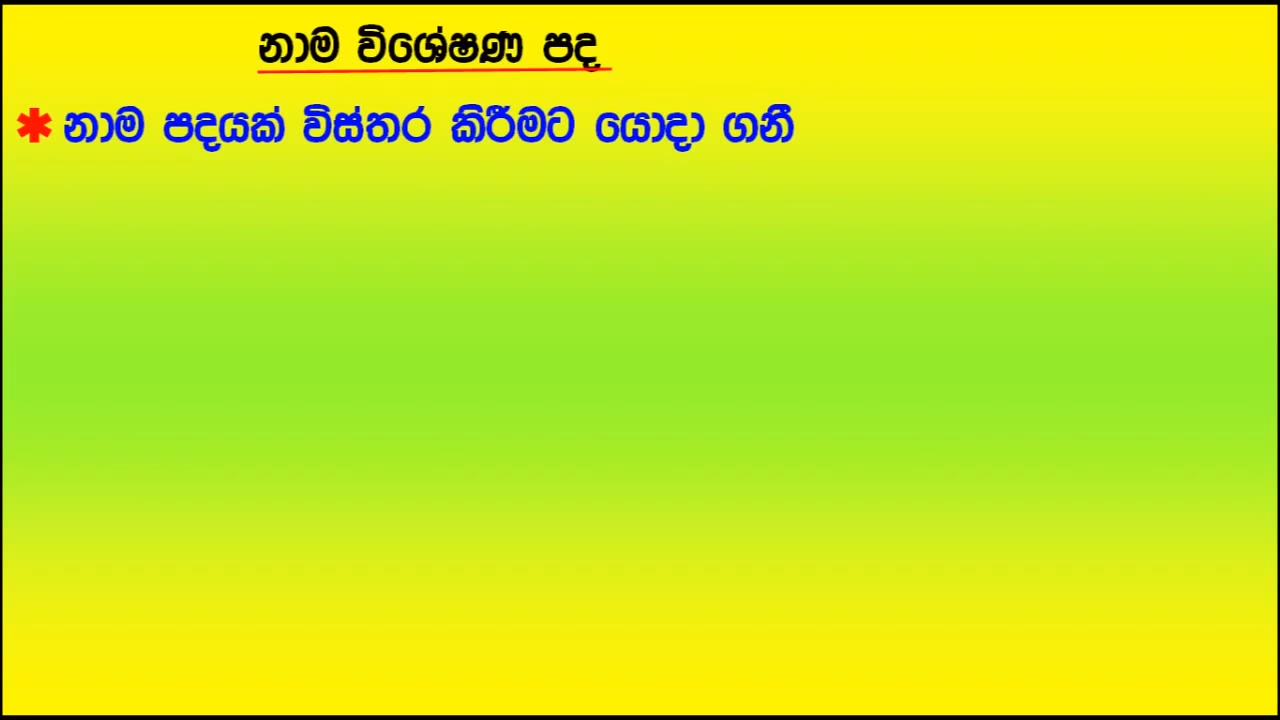 නාම විශේෂණ පද
✱ නාම පදයක් විස්තර කිරීමට යොදා ගනී